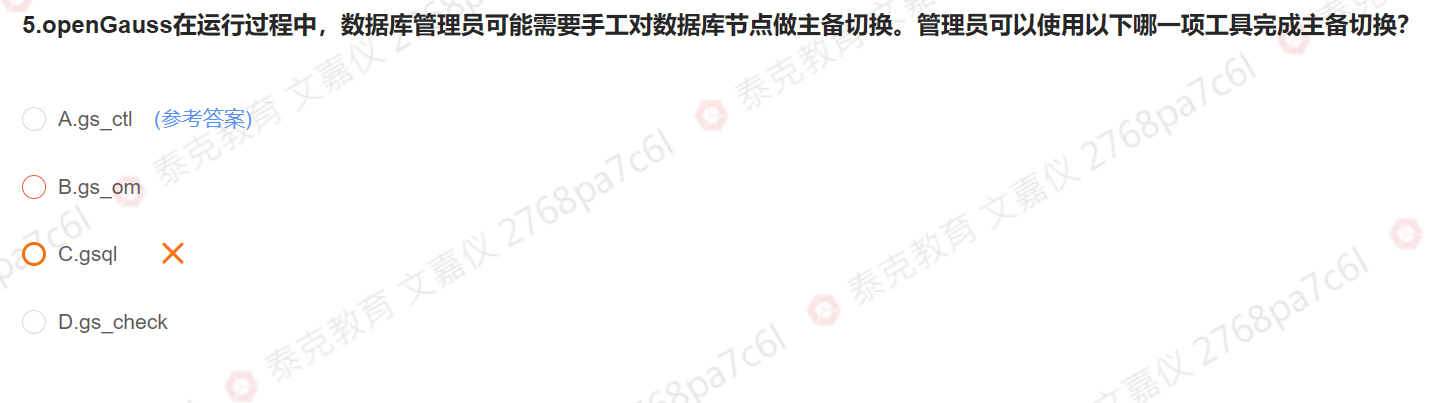 5.openGauss在运行过程中，数据库管理员可能需要手工对数据库节点做主备切换。管理员可以使用以下哪一项工具完成主备切换？
A.gs_ctl (参考答案)
B.gs_om
泰克教育 文嘉仪 2768pa7c6l
C.gsql
D.gs_check